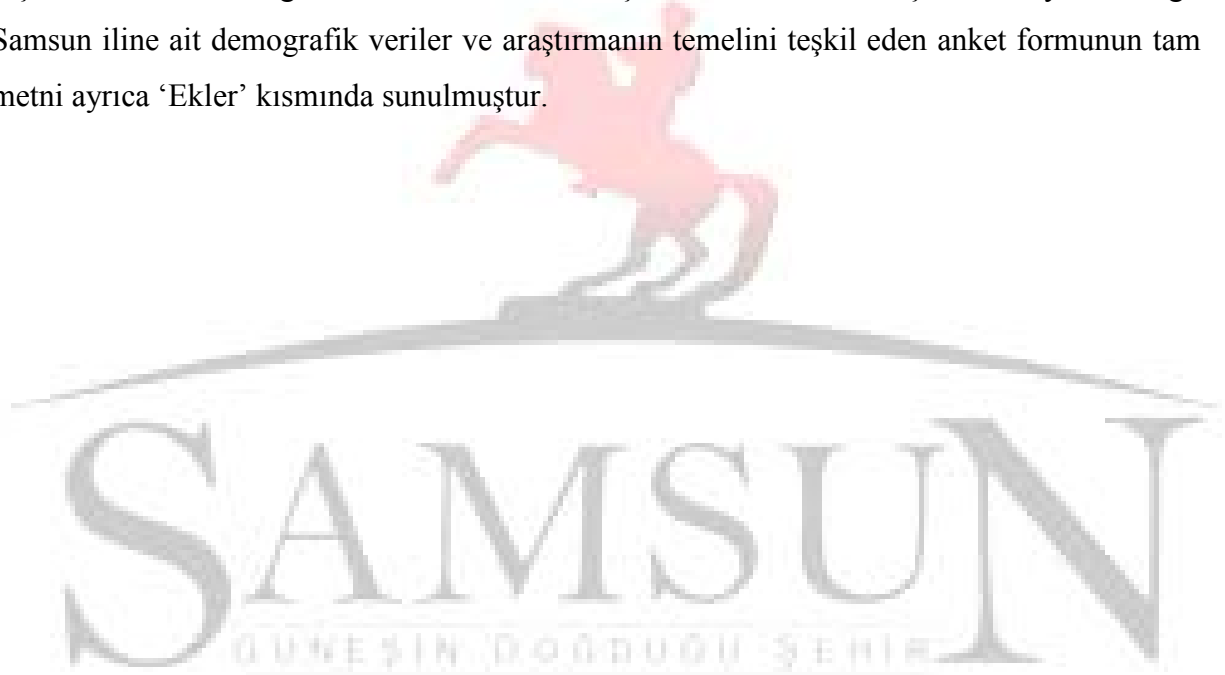 Samsun iline ait demografik veriler ve araştırmanın temelini teşkil eden anket formunun tam
metni ayrıca ‘Ekler’ kısmında sunulmuştur.
SAMSUN
GÜNEŞİN DOĞDUĞU ŞEHİR